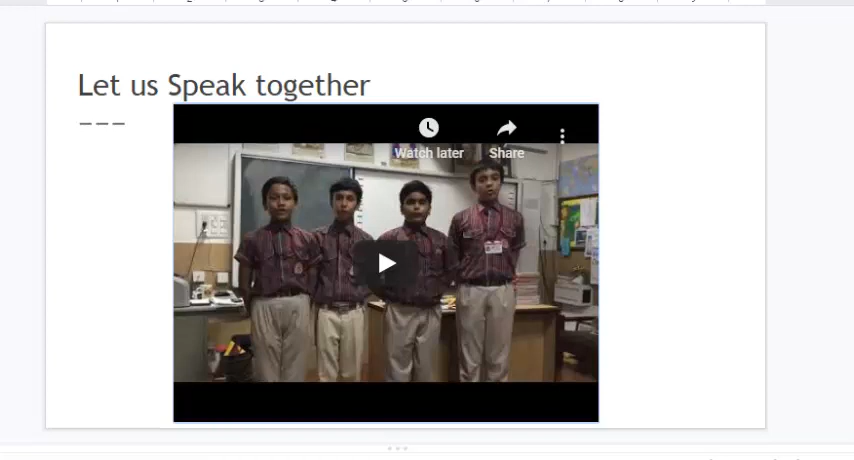 Let us Speak together
---
Watch later
Share